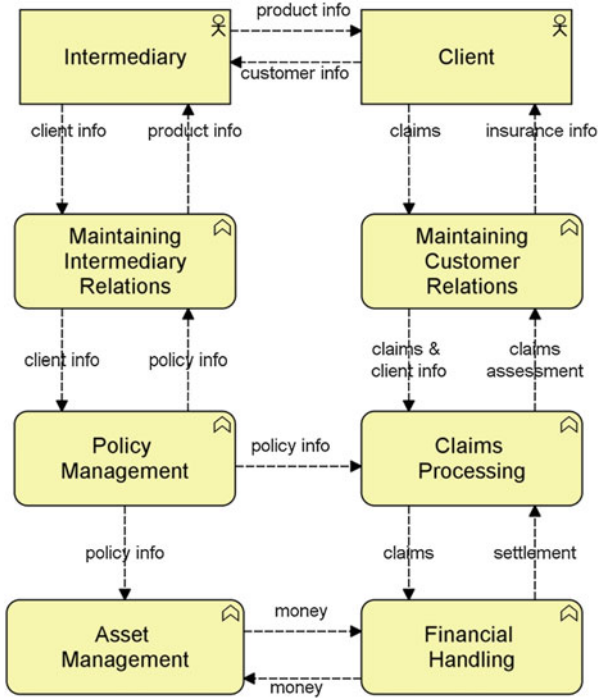 product info
Intermediary
Client
customer info
client info
product info
claims
insurance info
Maintaining
Intermediary
Relations
Maintaining
Customer
Relations
client info
policy info
claims &
client info
claims
assessment
Policy
Management
policy info
Claims
Processing
policy info
claims
settlement
Asset
Management
money
Financial
Handling
money